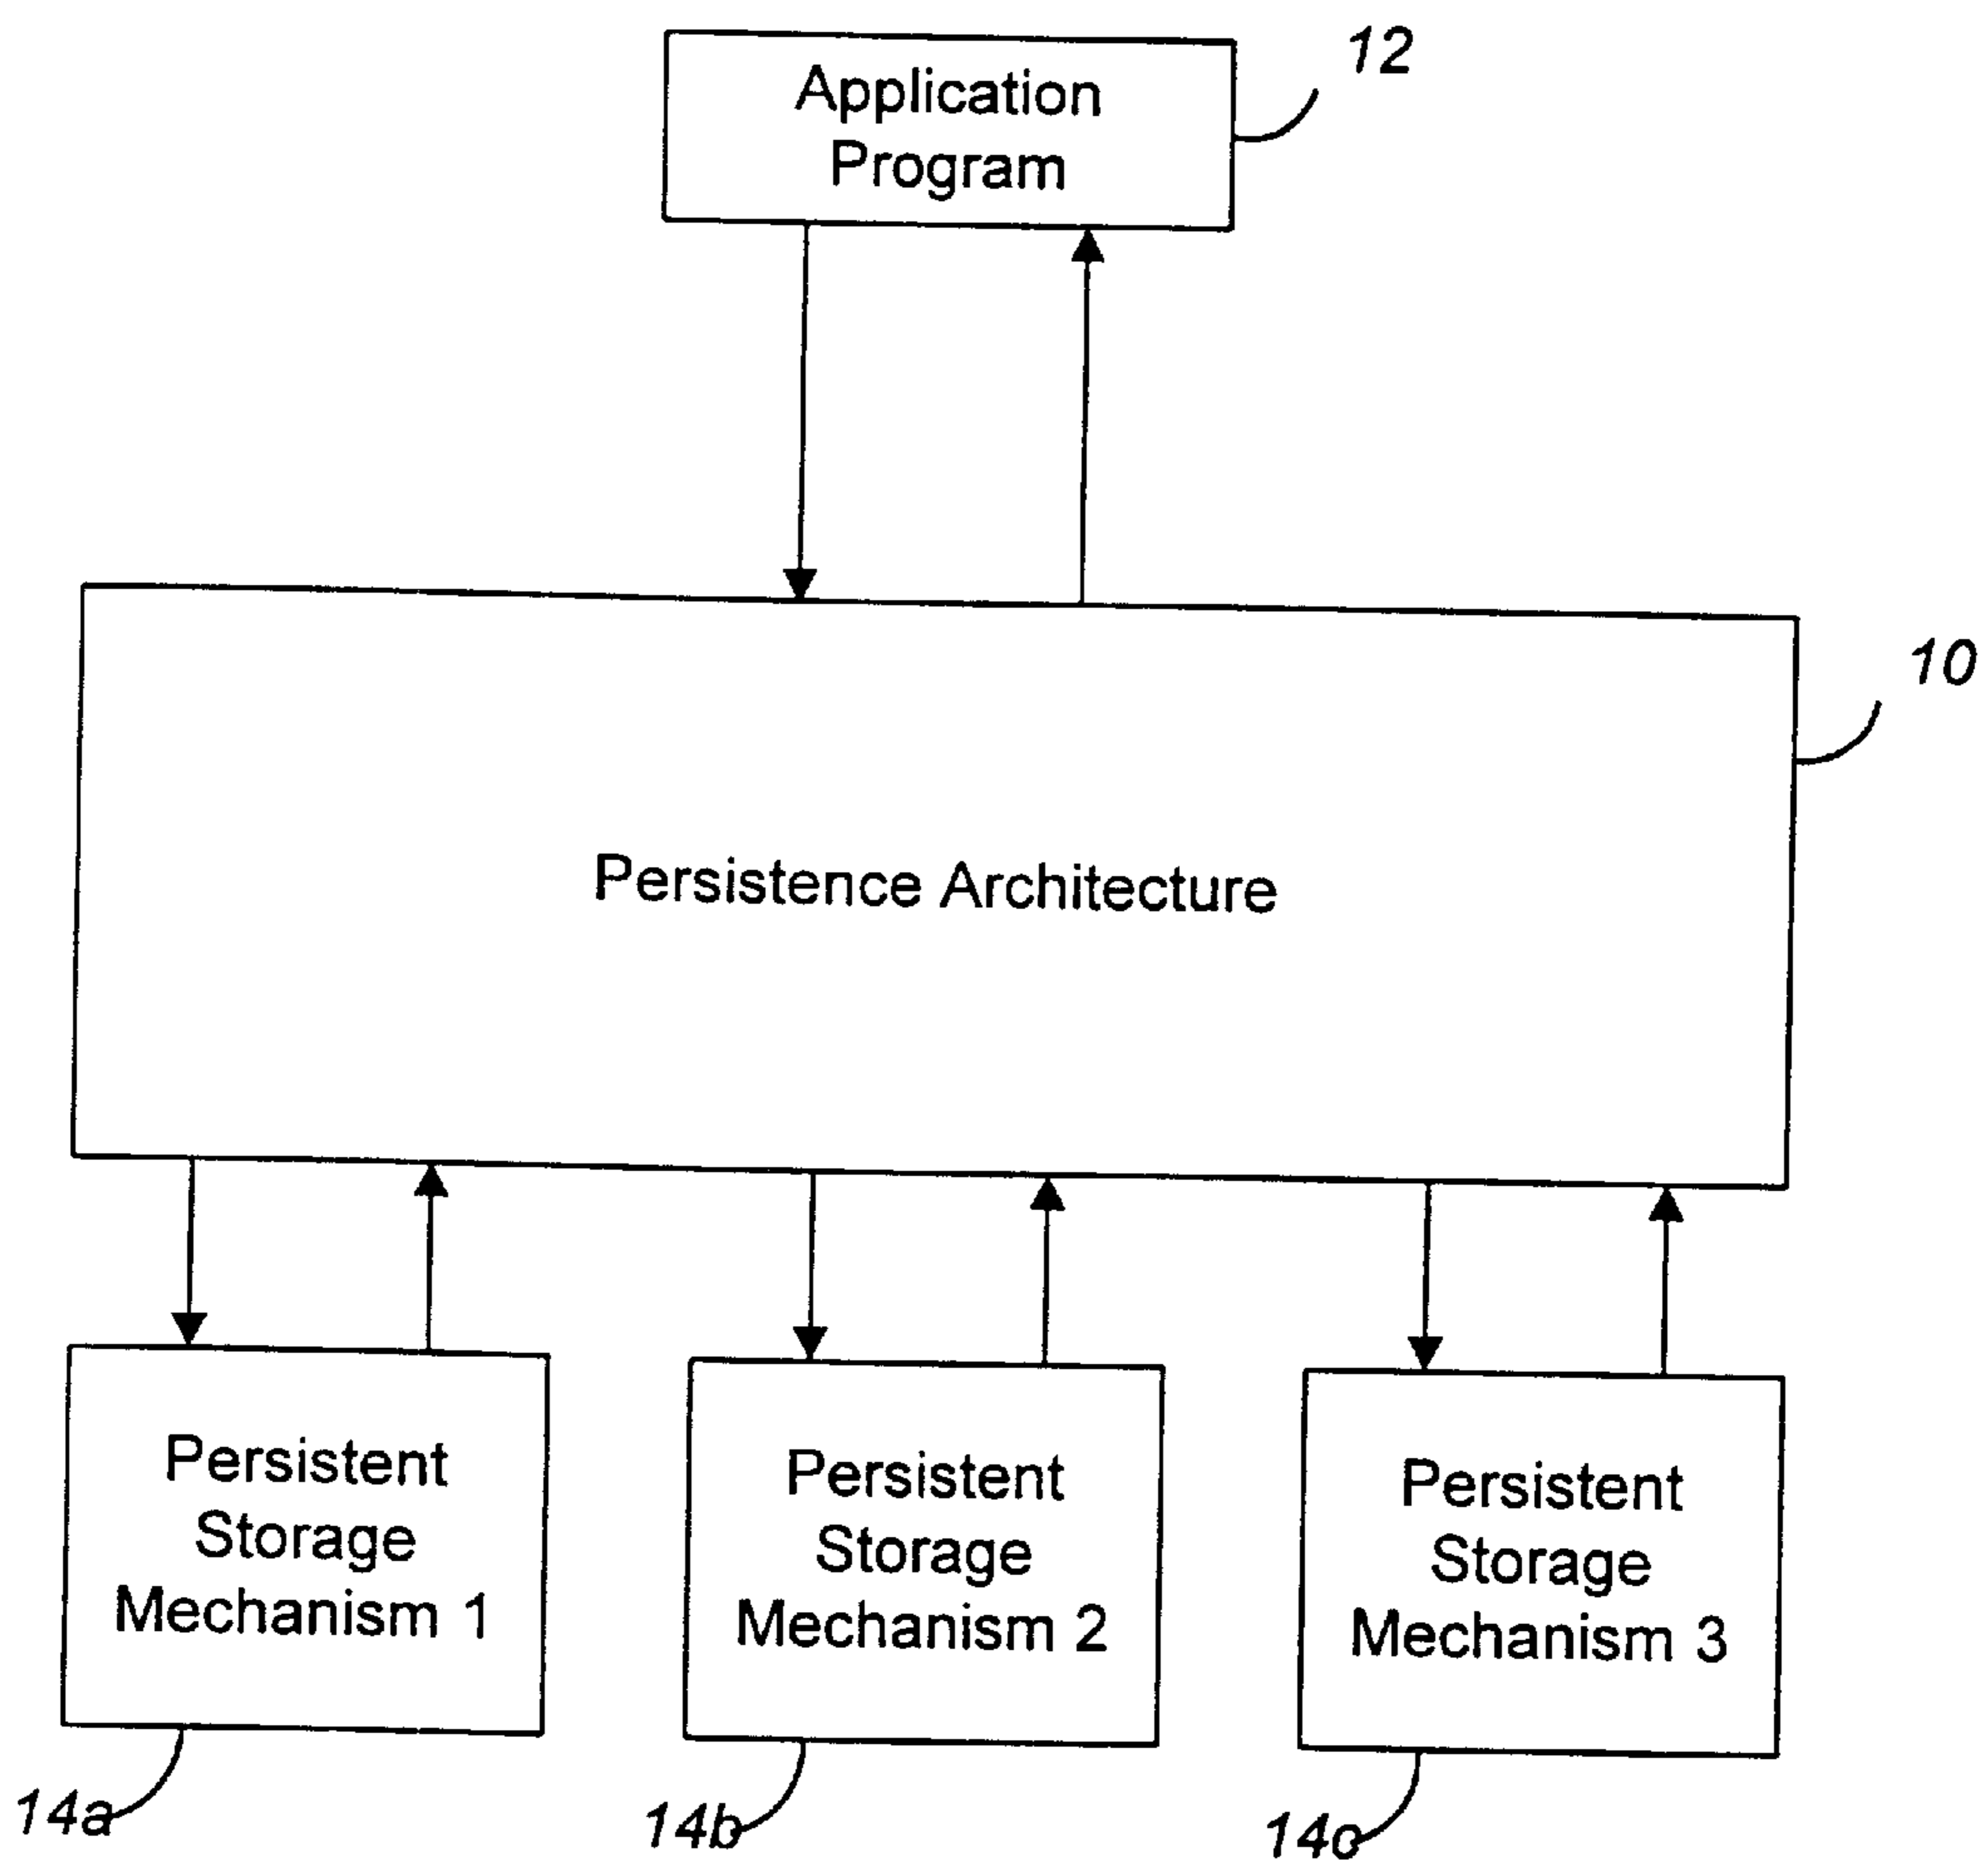 12
Application
Program
10
Persistence Architecture
Persistent
Storage
Mechanism 1
Persistent
Storage
Mechanism 2
Persistent
Storage
Mechanism 3
14a
14b
14c